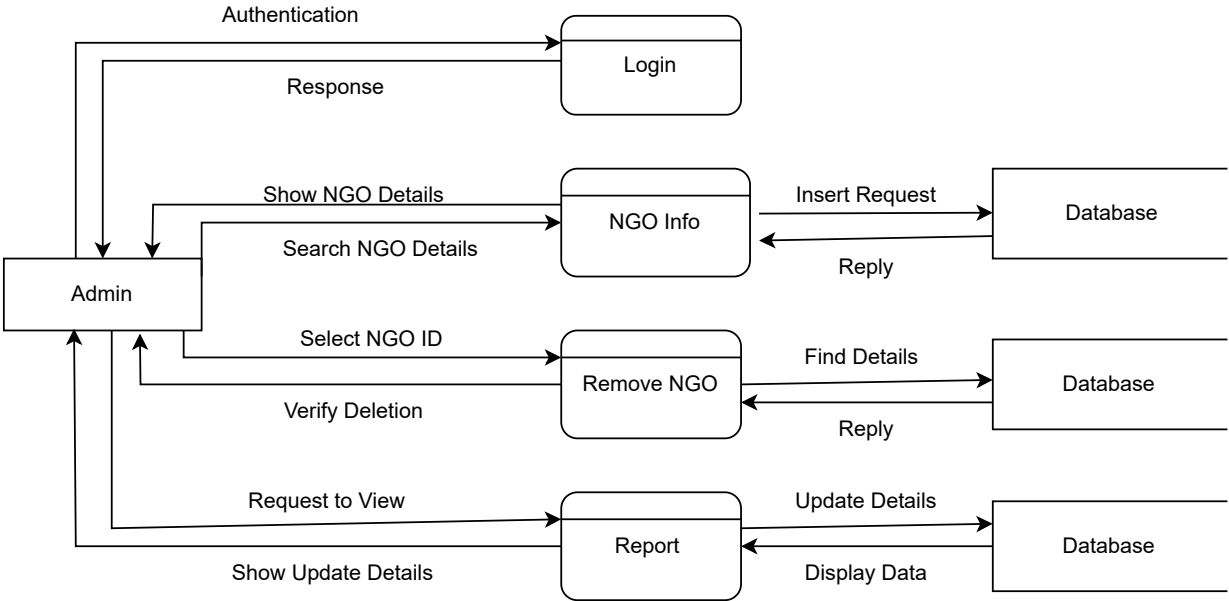 Authentication
Login
Response
Show NGO Details
Insert Request
NGO Info
Database
Search NGO Details
Reply
Admin
Select NGO ID
Find Details
Remove NGO
Database
Verify Deletion
Reply
Request to View
Update Details
Report
Database
Show Update Details
Display Data